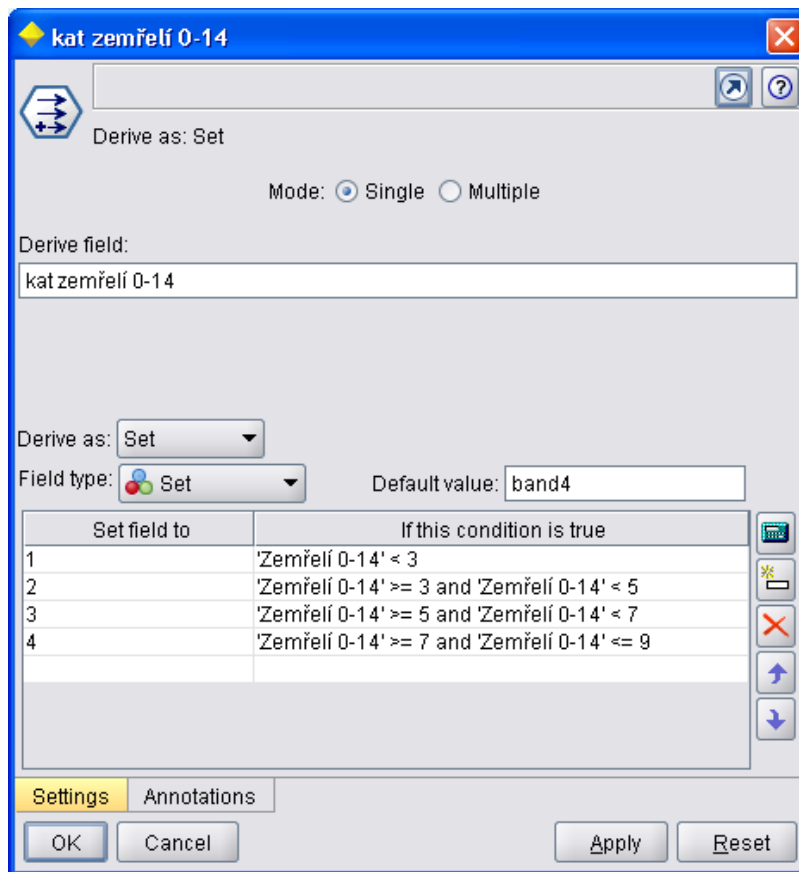 kat zemřelí 0-14
Derive as: Set
Mode: Single Multiple
Derive field:
kat zemřelí 0-14
Derive as: Set
Field type: Set Default value: band4
Set field to If this condition is true
1 'Zemřelí 0-14' < 3
2 'Zemřelí 0-14' >= 3 and 'Zemřelí 0-14' < 5
3 'Zemřelí 0-14' >= 5 and 'Zemřelí 0-14' < 7
4 'Zemřelí 0-14' >= 7 and 'Zemřelí 0-14' <= 9
Settings Annotations
OK Cancel Apply Reset